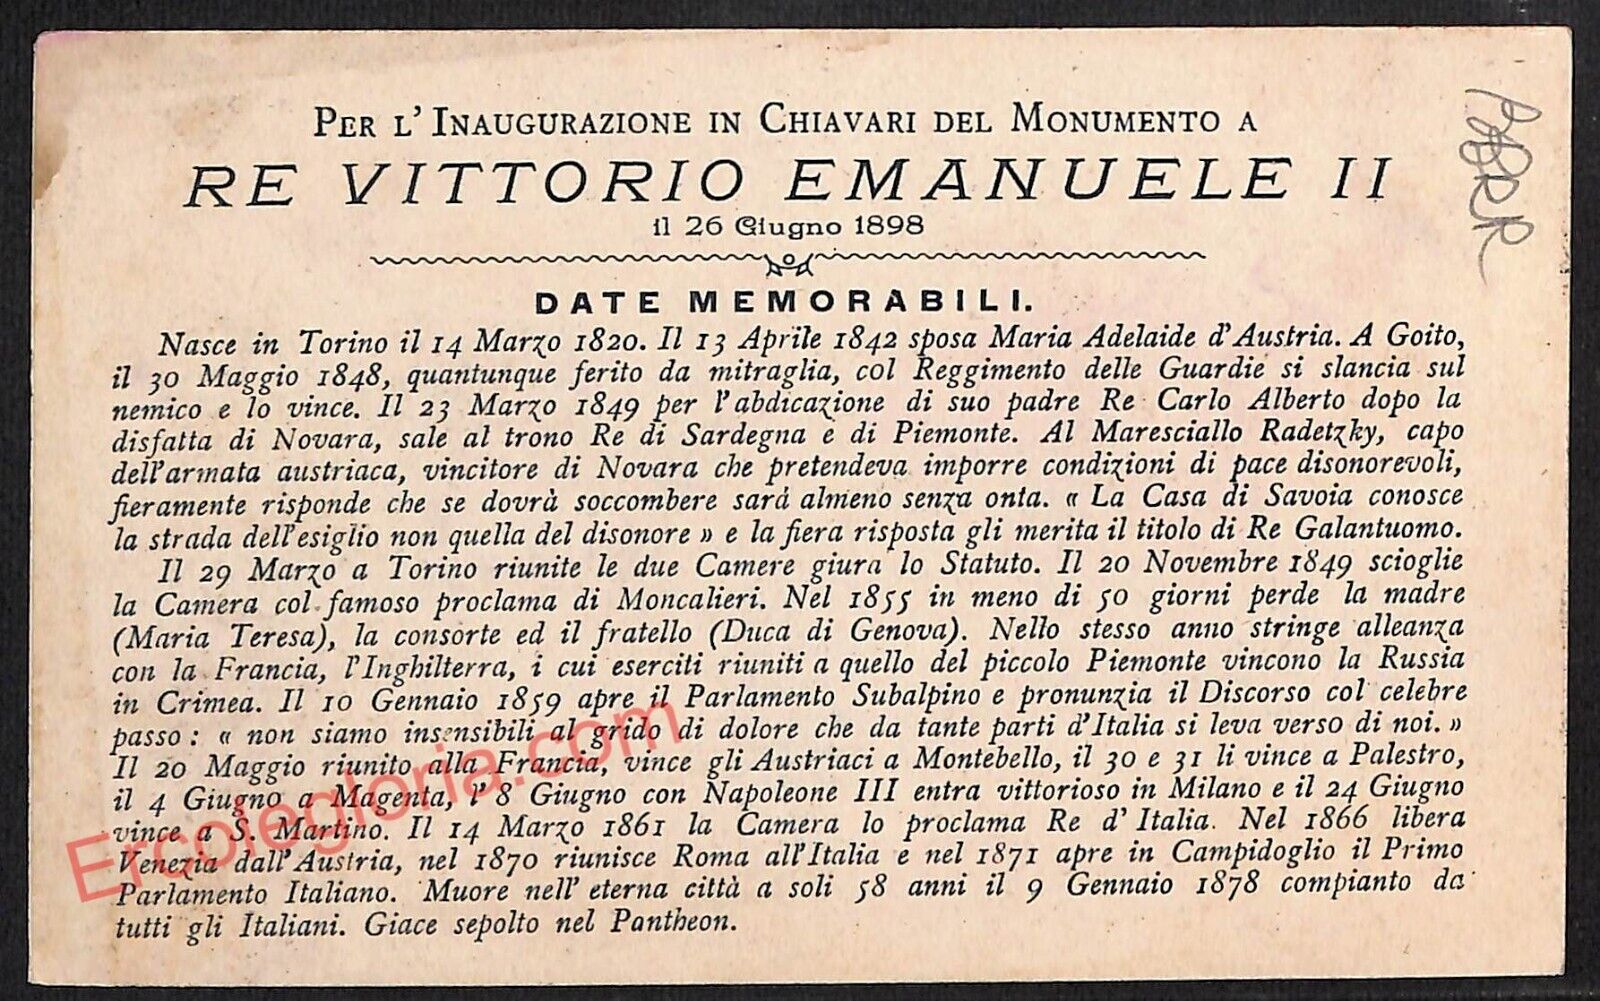 Per l'Inaugurazione in Chiavari del Monumento a
RE VITTORIO EMANUELE II
il 26 Giugno 1898
DATE MEMORABILI.
Nasce in Torino il 14 Marzo 1820. Il 13 Aprile 1842 sposa Maria Adelaide d'Austria. A Goito,
il 30 Maggio 1848, quantunque ferito da mitraglia, col Reggimento delle Guardie si slancia sul
nemico e lo vince. Il 23 Marzo 1849 per l'abdicazione di suo padre Re Carlo Alberto dopo la
disfatta di Novara, sale al trono Re di Sardegna e di Piemonte. Al Maresciallo Radetzky, capo
dell'armata austriaca, vincitore di Novara che pretendeva imporre condizioni di pace disonorevoli,
fieramente risponde che se dovrà soccombere sarà almeno senza onta. « La Casa di Savoia conosce
la strada dell'esiglio non quella del disonore » e la fiera risposta gli merita il titolo di Re Galantuomo.
Il 29 Marzo a Torino riunite le due Camere giura lo Statuto. Il 20 Novembre 1849 scioglie
la Camera col famoso proclama di Moncalieri. Nel 1855 in meno di 50 giorni perde la madre
(Maria Teresa), la consorte ed il fratello (Duca di Genova). Nello stesso anno stringe alleanza
con la Francia, l'Inghilterra, i cui eserciti riuniti a quello del piccolo Piemonte vincono la Russia
in Crimea. Il 10 Gennaio 1859 apre il Parlamento Subalpino e pronunzia il Discorso col celebre
passo: « non siamo insensibili al grido di dolore che da tante parti d'Italia si leva verso di noi. »
Il 20 Maggio riunito alla Francia, vince gli Austriaci a Montebello, il 30 e 31 li vince a Palestro,
il 4 Giugno a Magenta, l'8 Giugno con Napoleone III entra vittorioso in Milano e il 24 Giugno
vince a S. Martino. Il 14 Marzo 1861 la Camera lo proclama Re d'Italia. Nel 1866 libera
Venezia dall'Austria, nel 1870 riunisce Roma all'Italia e nel 1871 apre in Campidoglio il Primo
Parlamento Italiano. Muore nell'eterna città a soli 58 anni il 9 Gennaio 1878 compianto da
tutti gli Italiani. Giace sepolto nel Pantheon.
Ercolegloria.com